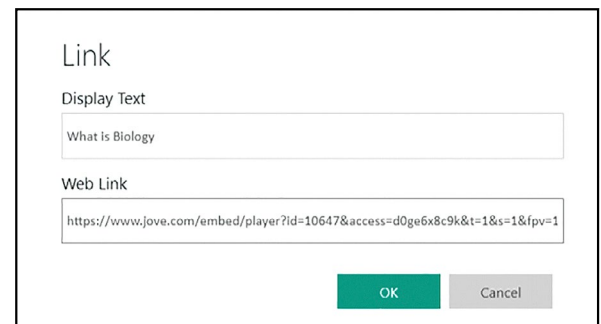 Link
Display Text
What is Biology
Web Link
https://www.jove.com/embed/player?id=10647&access=d0ge6x8c9k&t=1&s=1&fpv=1
OK Cancel